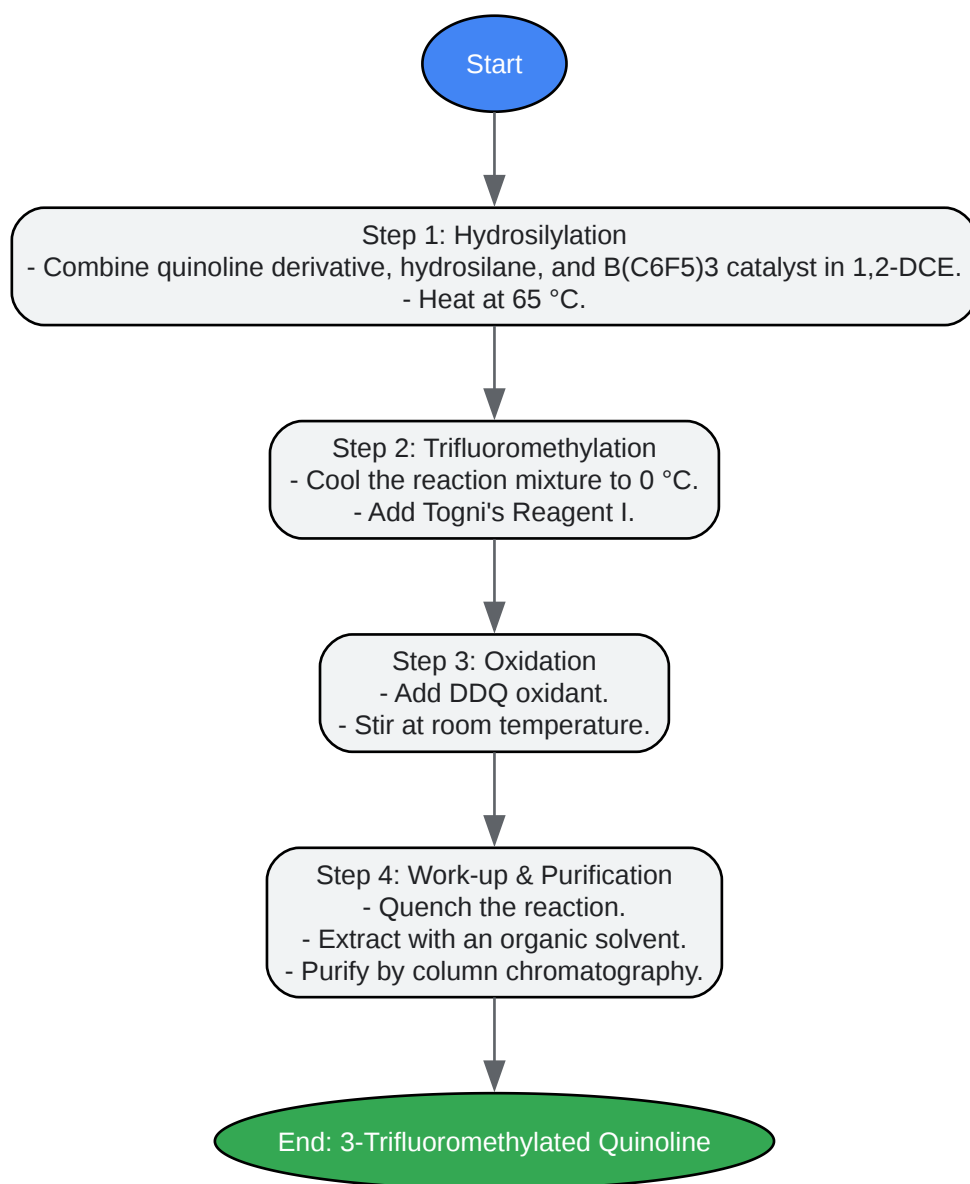 Start
Step 1: Hydrosilylation
- Combine quinoline derivative, hydrosilane, and B(C6F5)3 catalyst in 1,2-DCE.
- Heat at 65 °C.
Step 2: Trifluoromethylation
- Cool the reaction mixture to 0 °C.
- Add Togni's Reagent I.
Step 3: Oxidation
- Add DDQ oxidant.
- Stir at room temperature.
Step 4: Work-up & Purification
- Quench the reaction.
- Extract with an organic solvent.
- Purify by column chromatography.
End: 3-Trifluoromethylated Quinoline